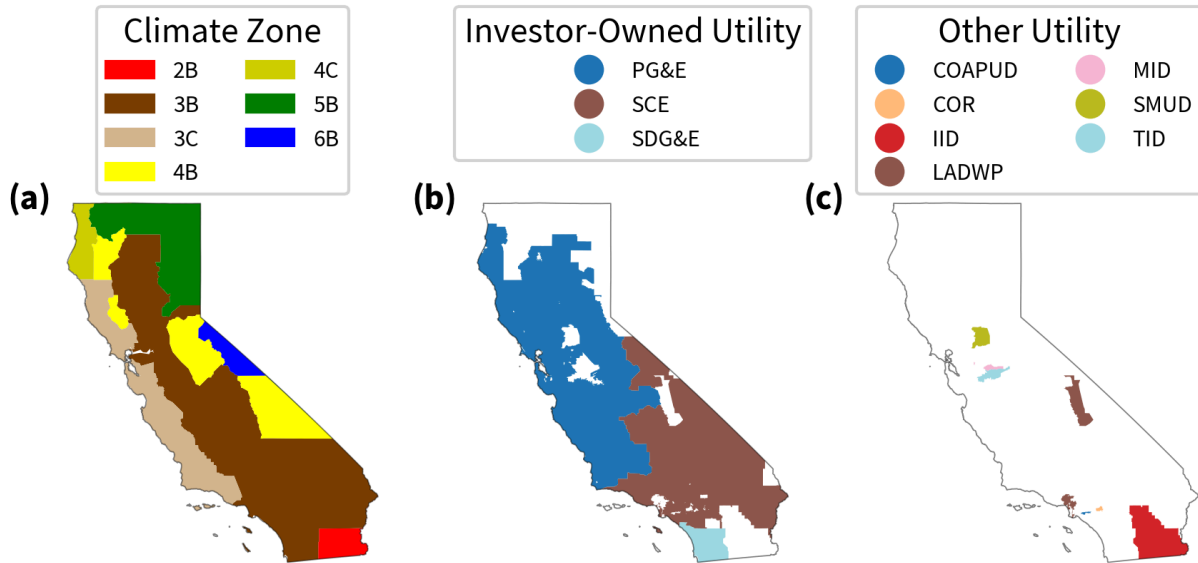 Climate Zone
2B
3B
3C
4B
4C
5B
6B
Investor-Owned Utility
PG&E
SCE
SDG&E
Other Utility
COAPUD
COR
IID
LADWP
MID
SMUD
TID
(a)
(b)
(c)